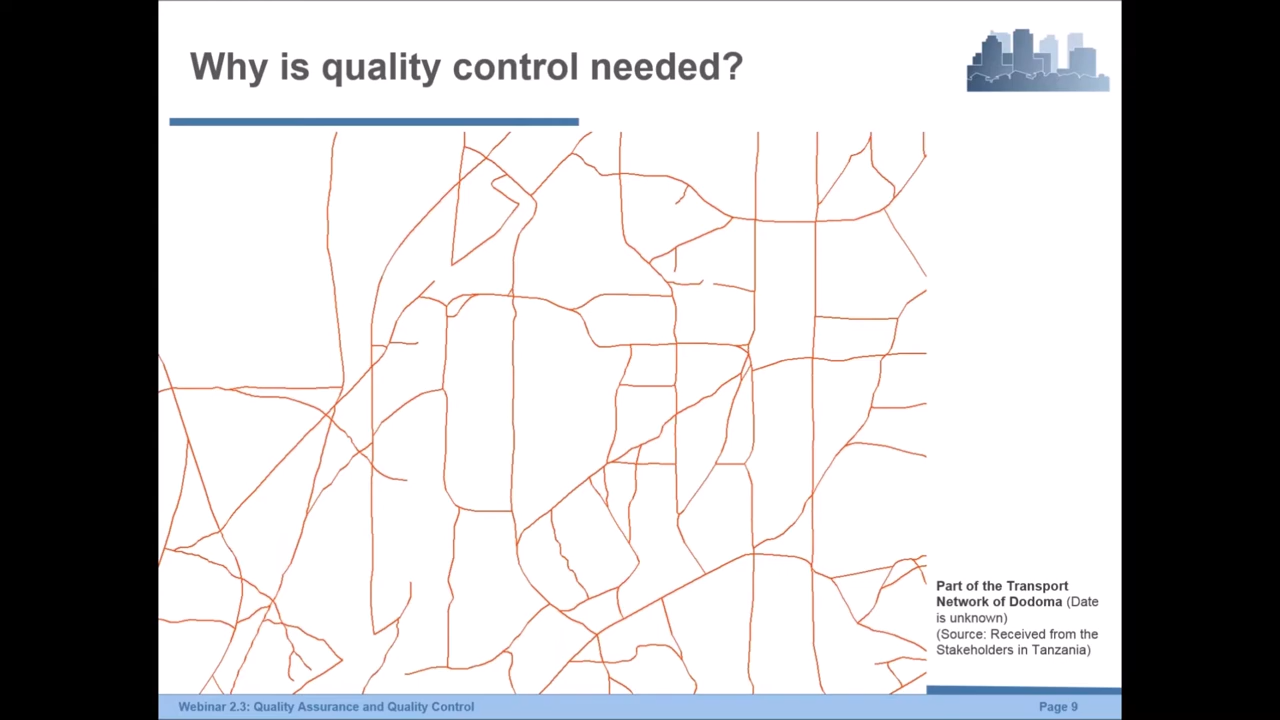 Why is quality control needed?
Part of the Transport
Network of Dodoma (Date
is unknown)
(Source: Received from the
Stakeholders in Tanzania)
Webinar 2.3: Quality Assurance and Quality Control
Page 9